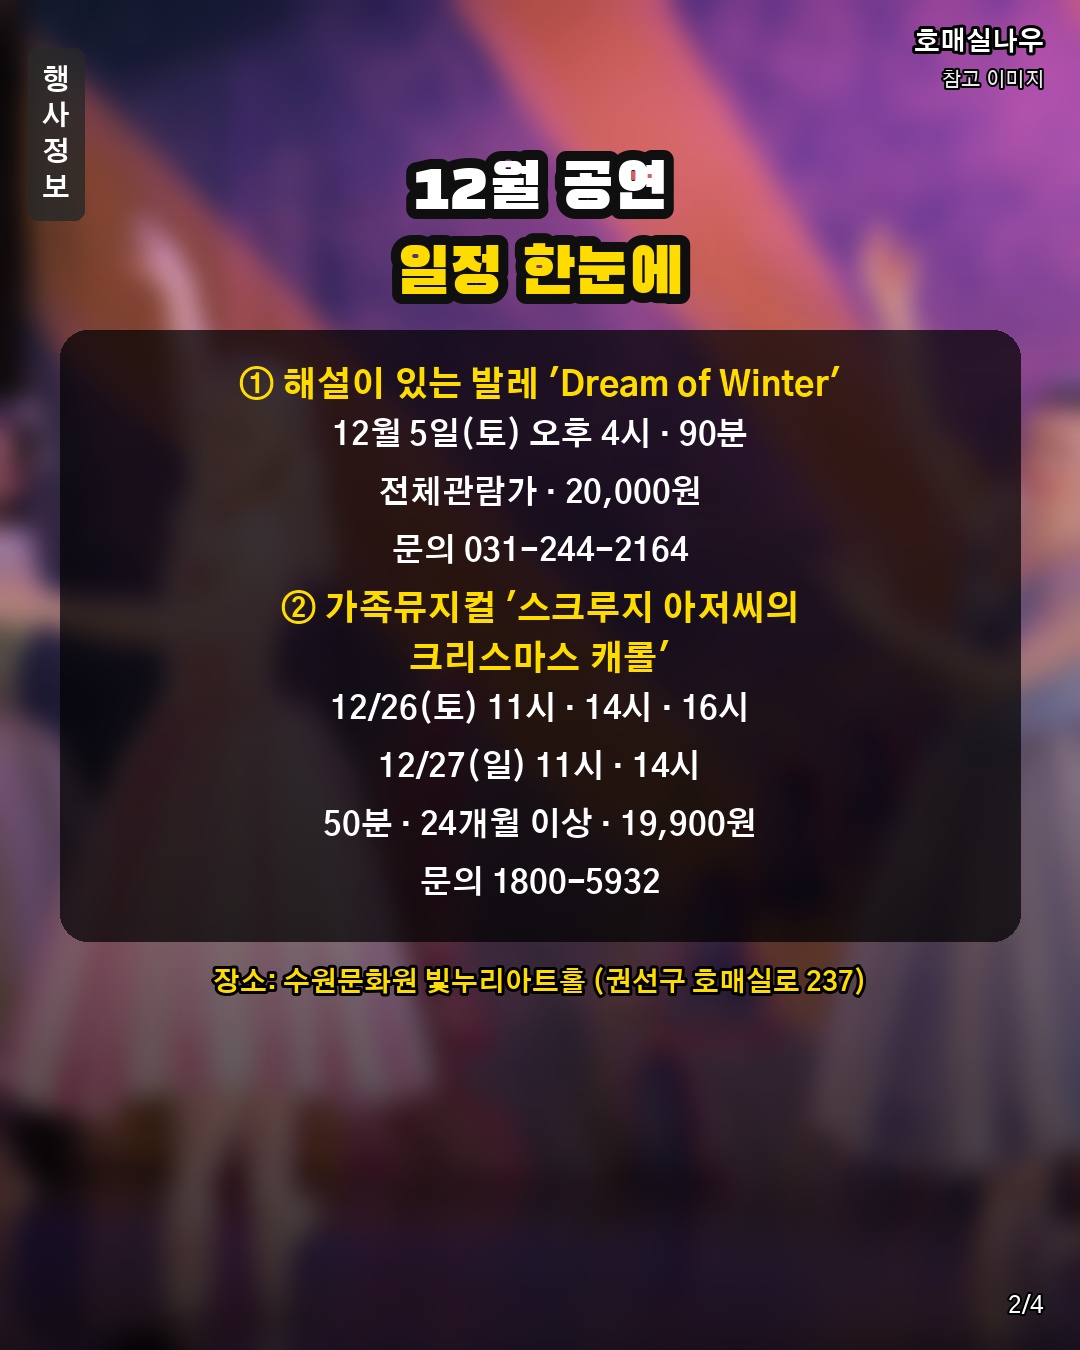 호매실나우
참고 이미지
행사정보
12월 공연
일정 한눈에
① 해설이 있는 발레 'Dream of Winter'
12월 5일(토) 오후 4시 · 90분
전체관람가 · 20,000원
문의 031-244-2164
② 가족뮤지컬 '스크루지 아저씨의
크리스마스 캐롤'
12/26(토) 11시 · 14시 · 16시
12/27(일) 11시 · 14시
50분 · 24개월 이상 · 19,900원
문의 1800-5932
장소: 수원문화원 빛누리아트홀 (권선구 호매실로 237)
2/4